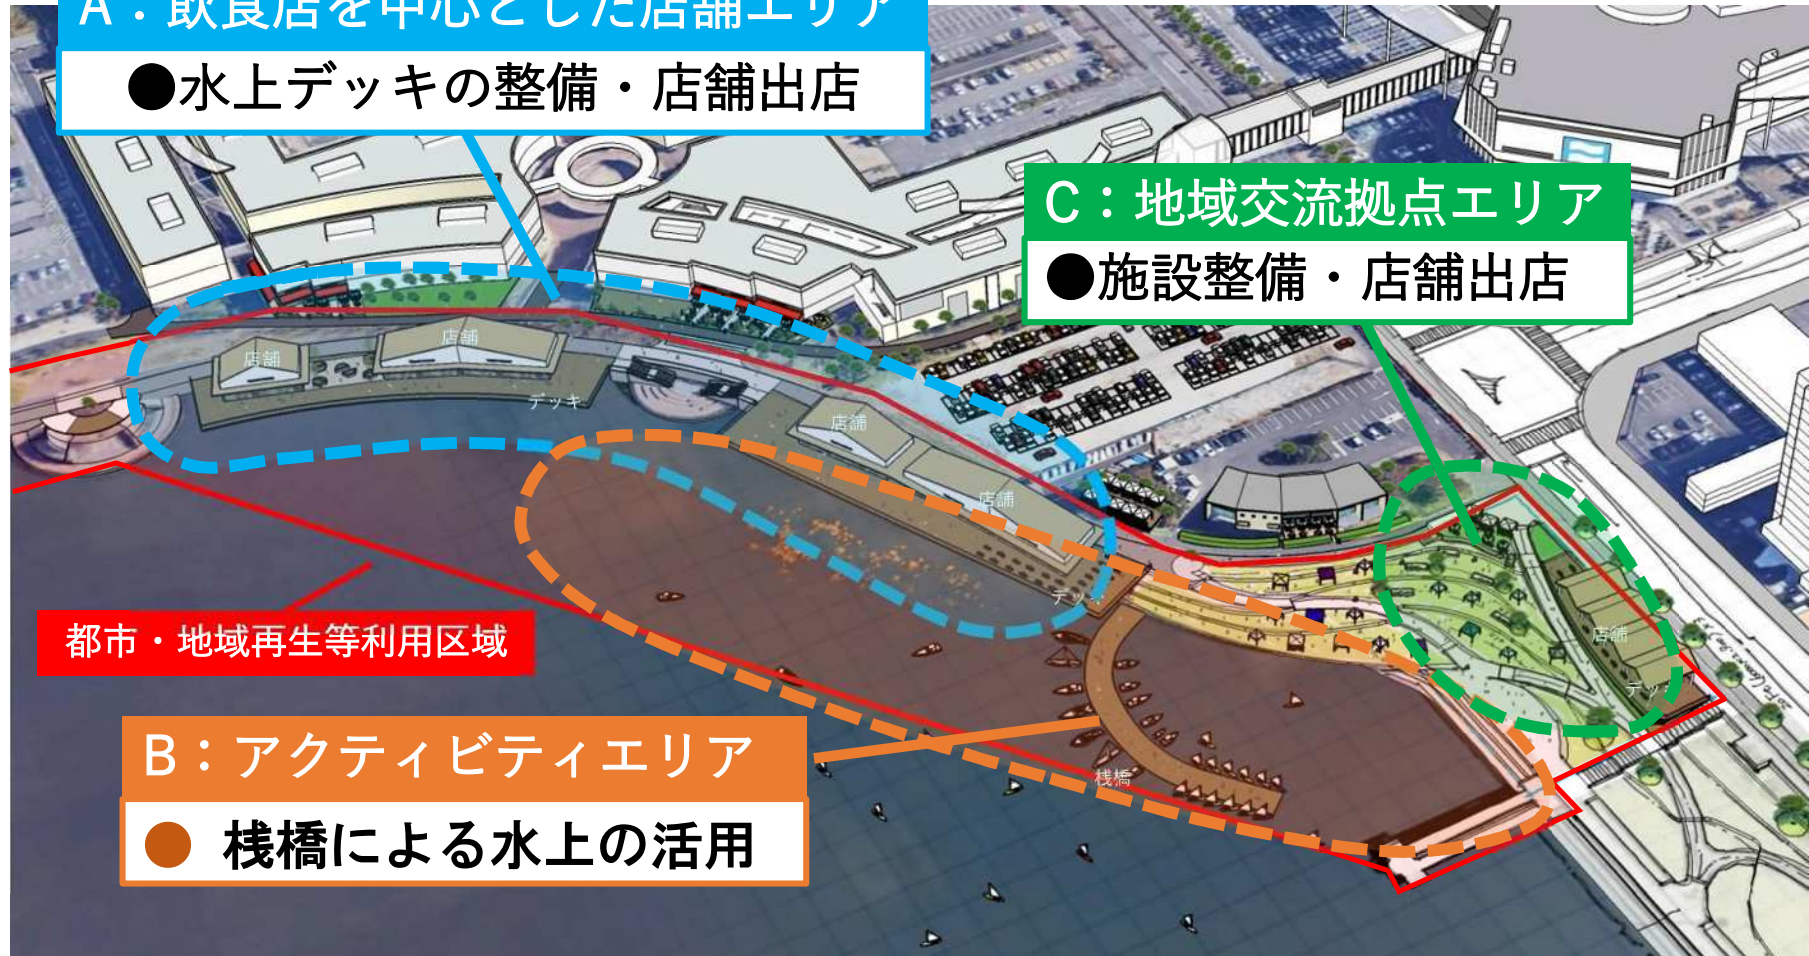 A：飲食店を中心とした店舗エリア
●水上デッキの整備・店舗出店
C：地域交流拠点エリア
●施設整備・店舗出店
店舗
店舗
デッキ
店舗
店舗
デッキ
店舗
デッキ
都市・地域再生等利用区域
B：アクティビティエリア
● 桟橋による水上の活用
桟橋